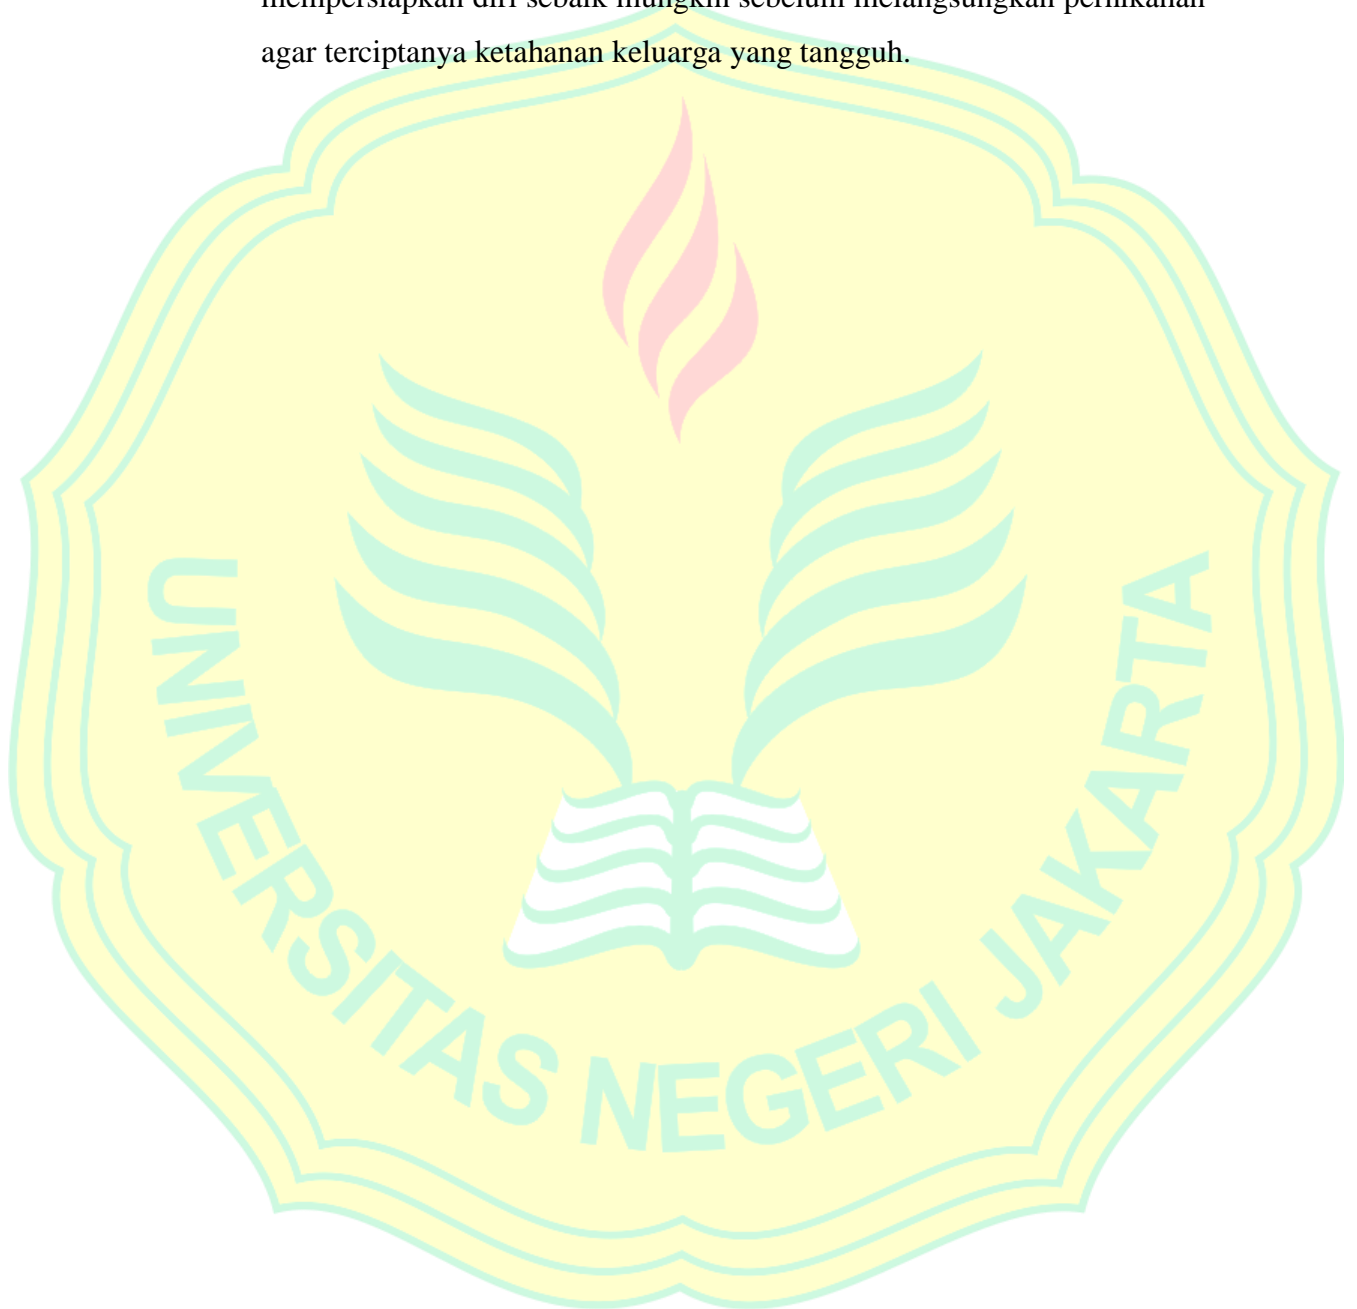 mempersiapkan diri sebaik mungkin sebelum melangsungkan pernikahan
agar terciptanya ketahanan keluarga yang tangguh.
UNIVERSITAS NEGERI JAKARTA